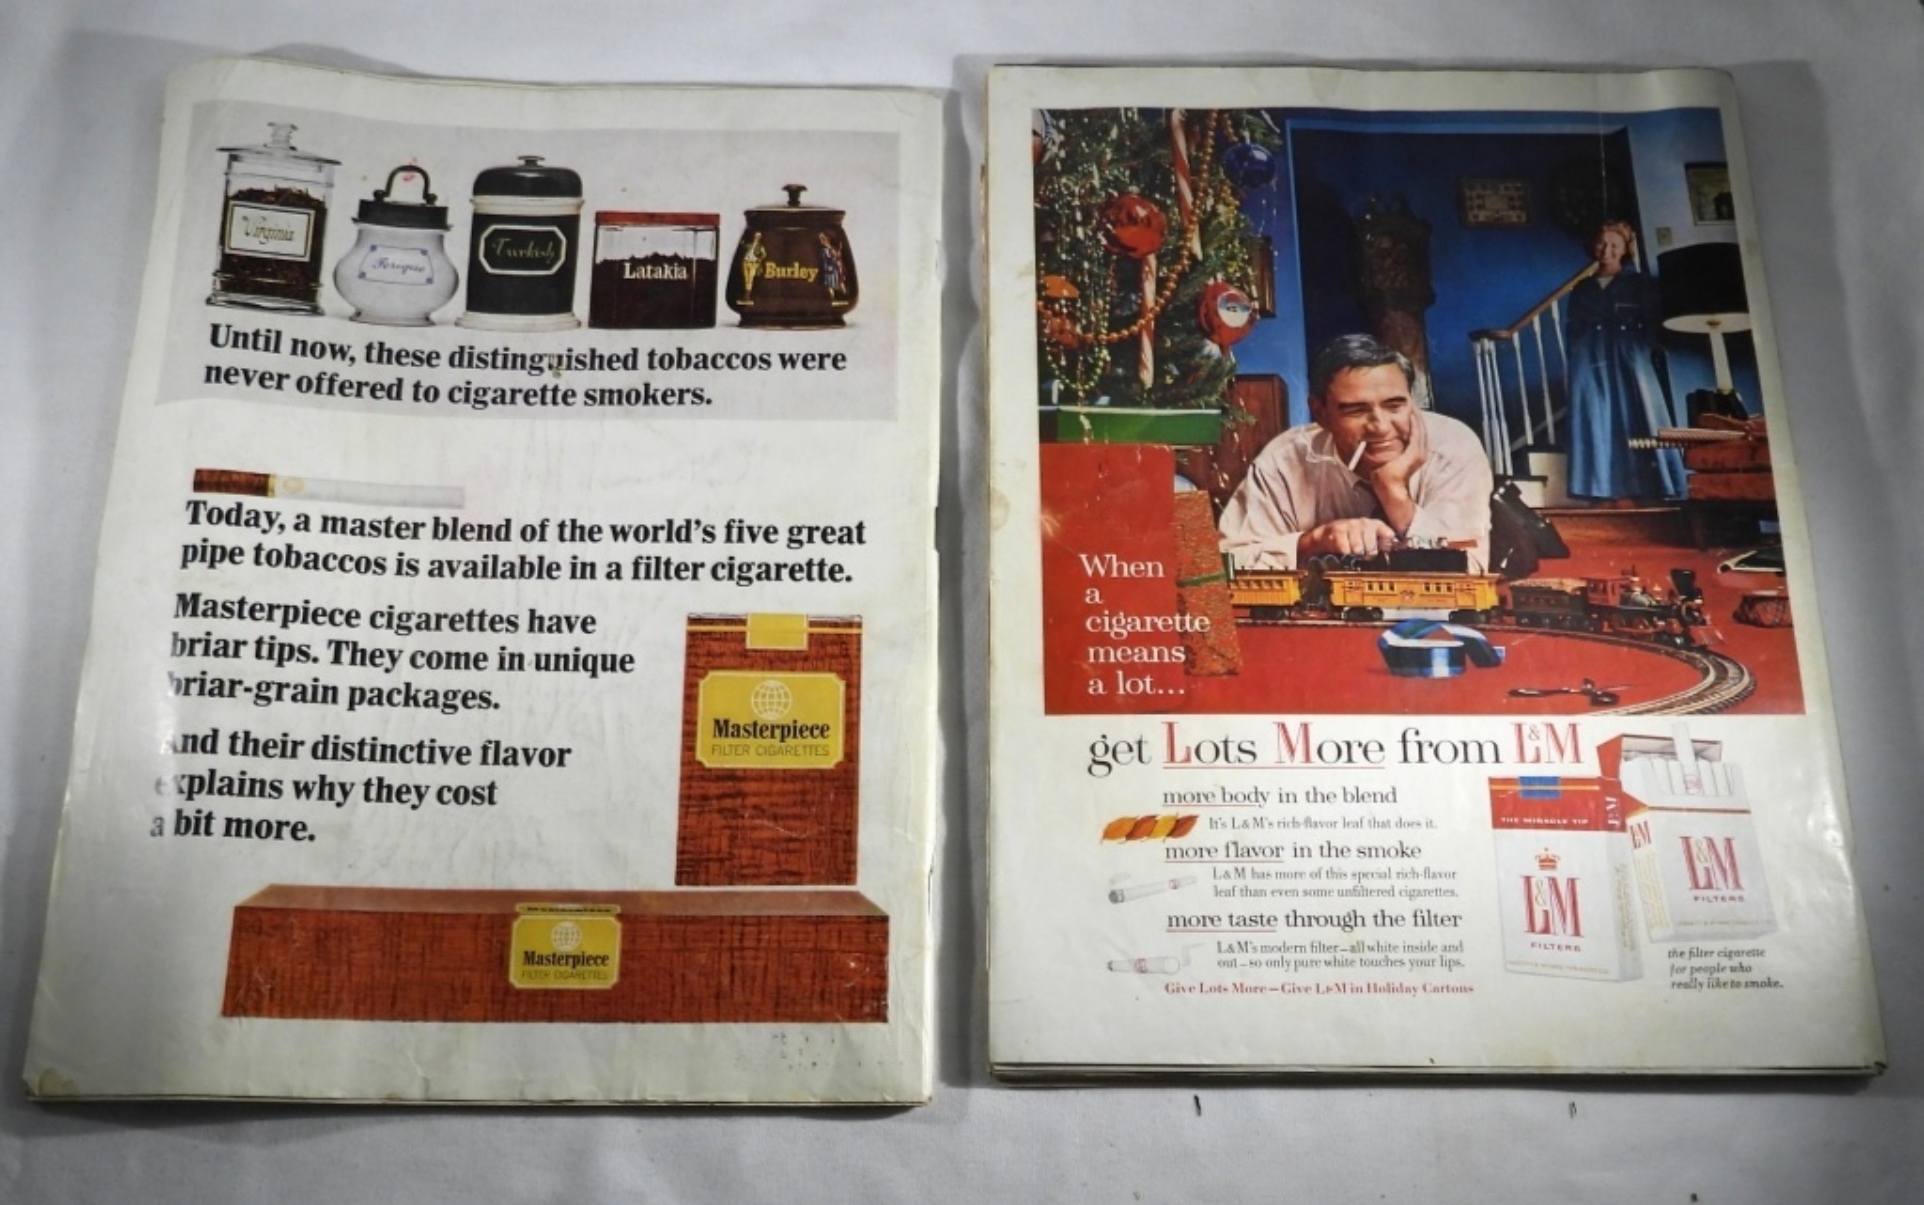 Virginia
Perique
Turkish
Latakia
Burley
Until now, these distinguished tobaccos were
never offered to cigarette smokers.
Today, a master blend of the world's five great
pipe tobaccos is available in a filter cigarette.
Masterpiece cigarettes have
briar tips. They come in unique
briar-grain packages.
And their distinctive flavor
explains why they cost
a bit more.
Masterpiece
FILTER CIGARETTES
Masterpiece
FILTER CIGARETTES
When
a
cigarette
means
a lot...
get Lots More from L&M
more body in the blend
It's L&M's rich-flavor leaf that does it.
more flavor in the smoke
L&M has more of this special rich-flavor
leaf than even some unfiltered cigarettes.
more taste through the filter
L&M's modern filter—all white inside and
out—so only pure white touches your lips.
Give Lots More—Give L&M in Holiday Cartons
THE MIRACLE TIP
L&M
L&M
FILTERS
L&M
L&M
FILTERS
the filter cigarette
for people who
really like to smoke.